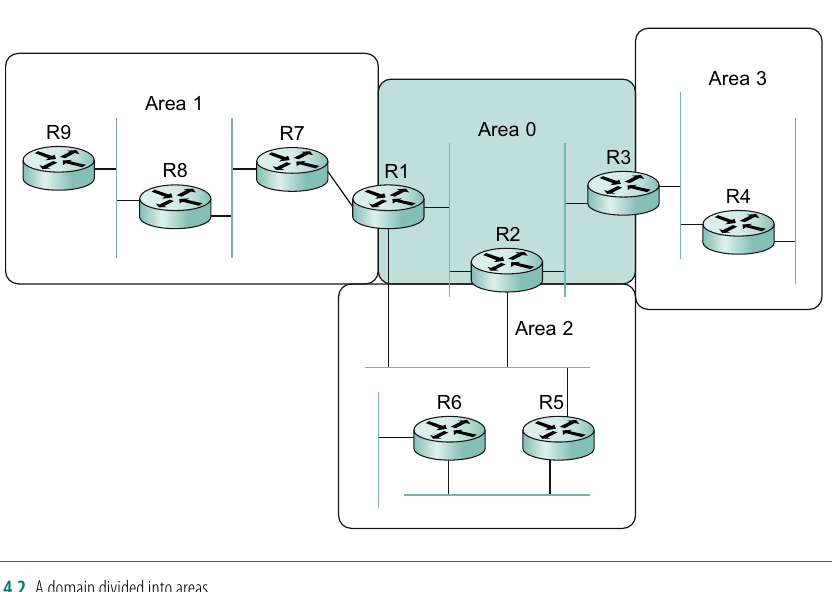 Area 3
Area 1
Area 0
R9
R7
R8
R1
R3
R4
R2
Area 2
R6
R5
4.2 A domain divided into areas